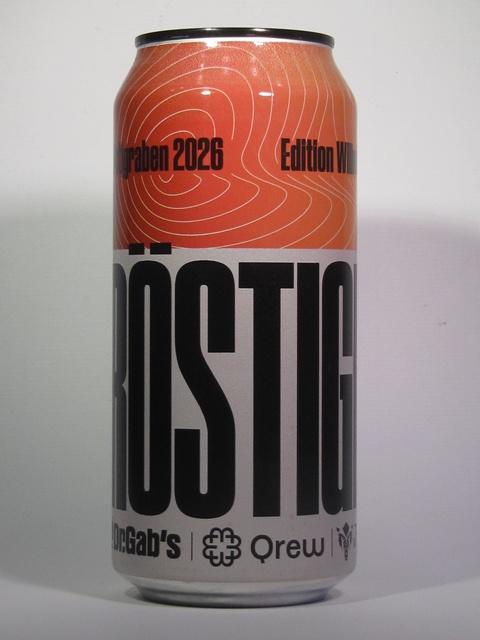 graben 2026 Edition
RÖSTIG
Dr.Gab's Qrew